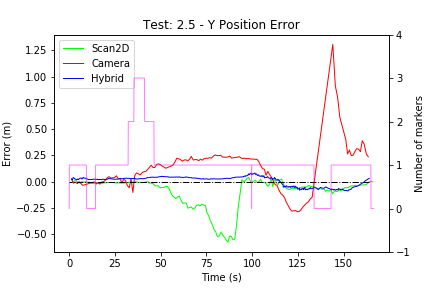 Test: 2.5 - Y Position Error
Scan2D
Camera
Hybrid
Error (m)
1.25
1.00
0.75
0.50
0.25
0.00
−0.25
−0.50
4
3
2
1
0
−1
Number of markers
0 25 50 75 100 125 150
Time (s)